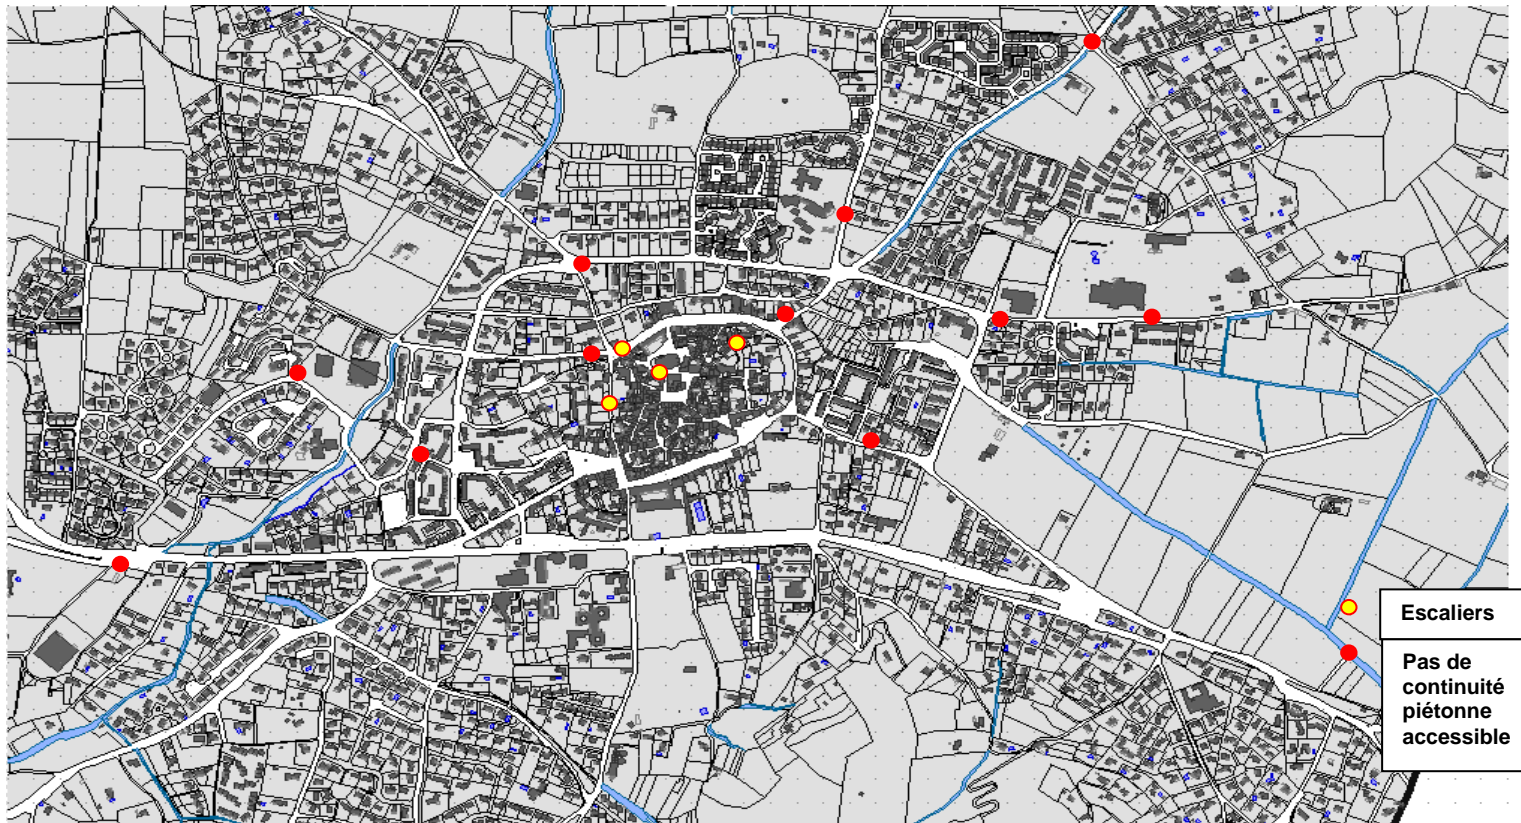 Escaliers
Pas de
continuité
piétonne
accessible